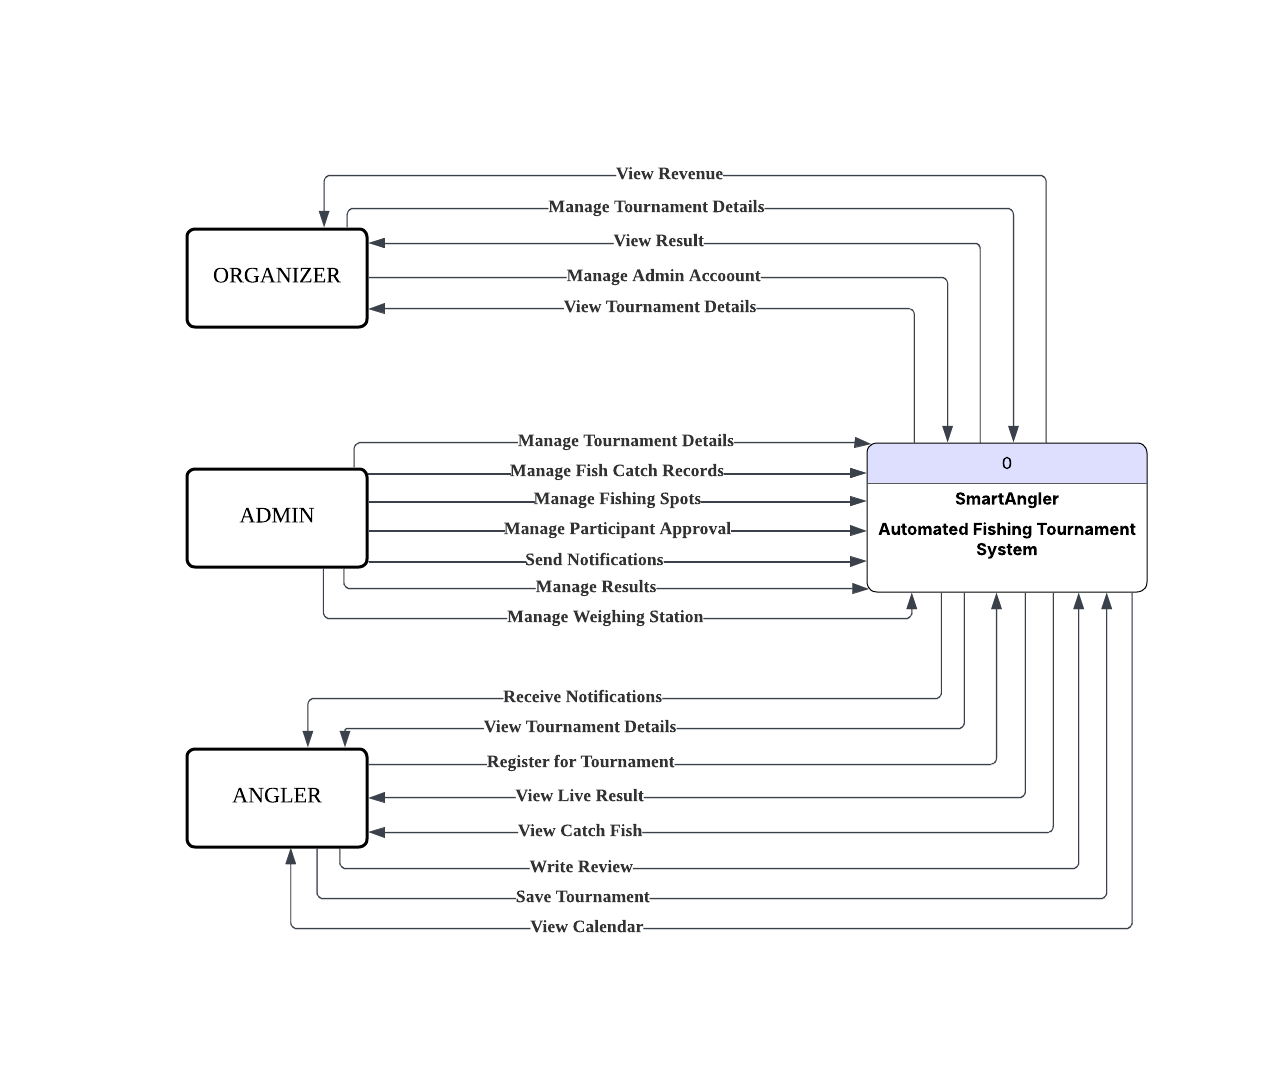 View Revenue
Manage Tournament Details
View Result
ORGANIZER
Manage Admin Accoount
View Tournament Details
Manage Tournament Details
0
Manage Fish Catch Records
Manage Fishing Spots
SmartAngler
ADMIN
Manage Participant Approval
Automated Fishing Tournament
System
Send Notifications
Manage Results
Manage Weighing Station
Receive Notifications
View Tournament Details
Register for Tournament
ANGLER
View Live Result
View Catch Fish
Write Review
Save Tournament
View Calendar